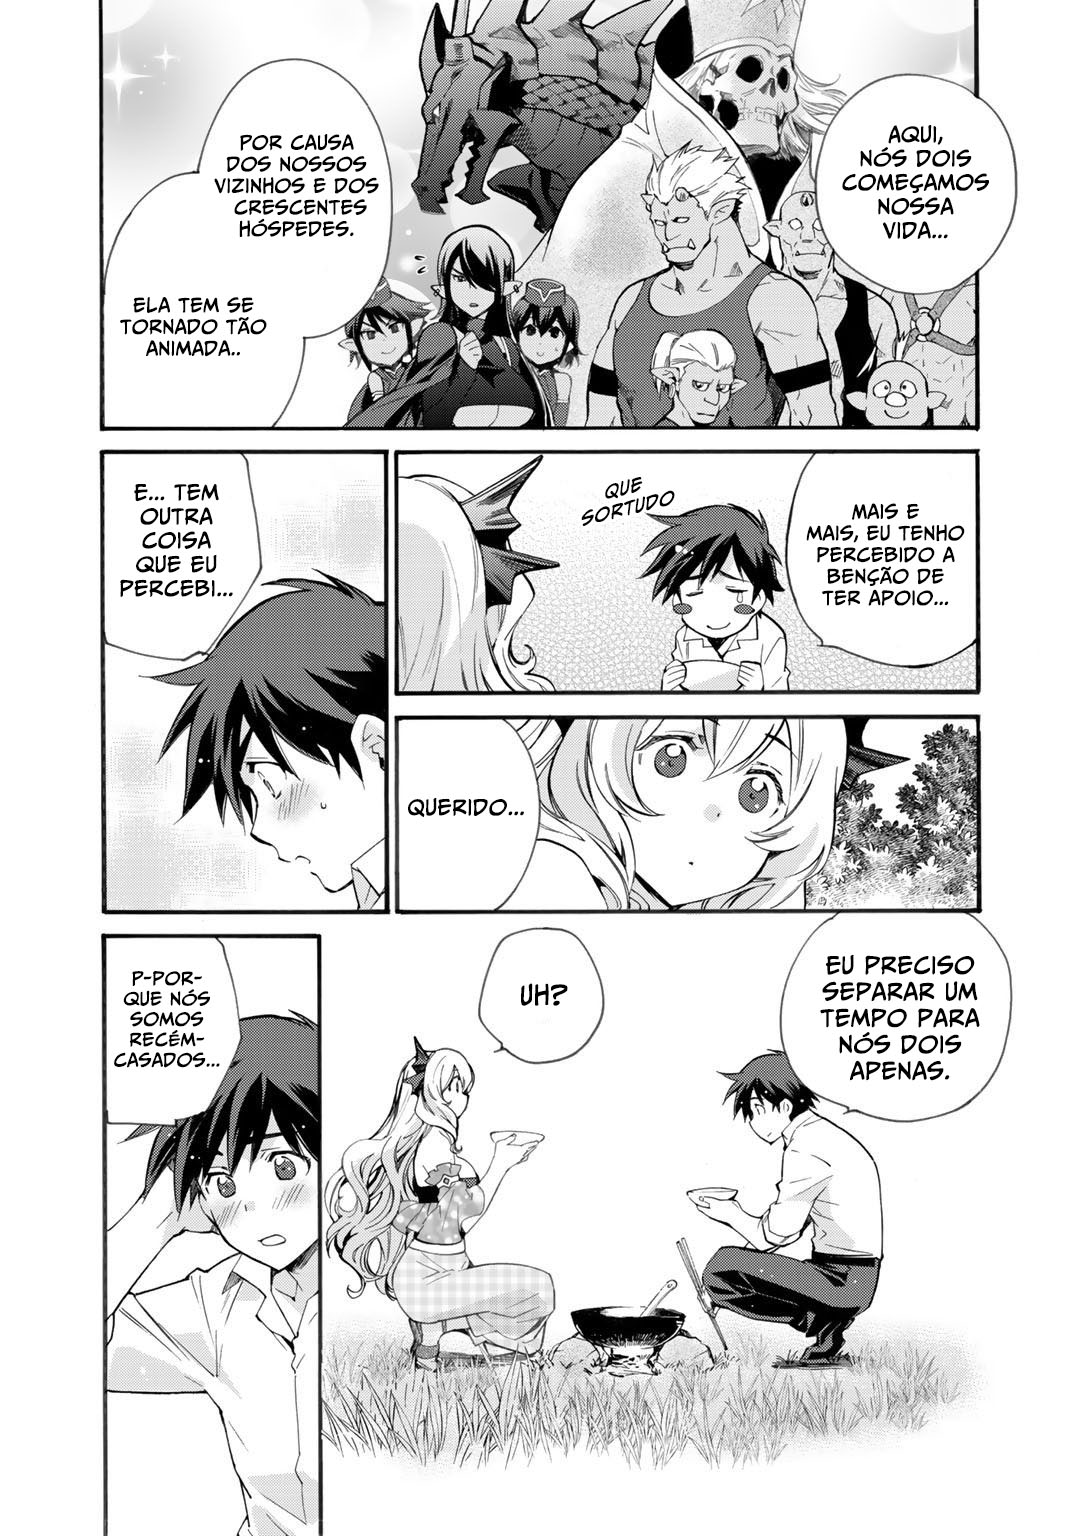 AQUI,
NÓS DOIS
COMEÇAMOS
NOSSA
VIDA...
POR CAUSA
DOS NOSSOS
VIZINHOS E DOS
CRESCENTES
HÓSPEDES.
ELA TEM SE
TORNADO TÃO
ANIMADA..
MAIS E
MAIS, EU TENHO
PERCEBIDO A
BENÇÃO DE
TER APOIO...
QUE
SORTUDO
E... TEM
OUTRA
COISA
QUE EU
PERCEBI...
QUERIDO...
EU PRECISO
SEPARAR UM
TEMPO PARA
NÓS DOIS
APENAS.
UH?
P-POR-
QUE NÓS
SOMOS
RECÉM-
CASADOS...